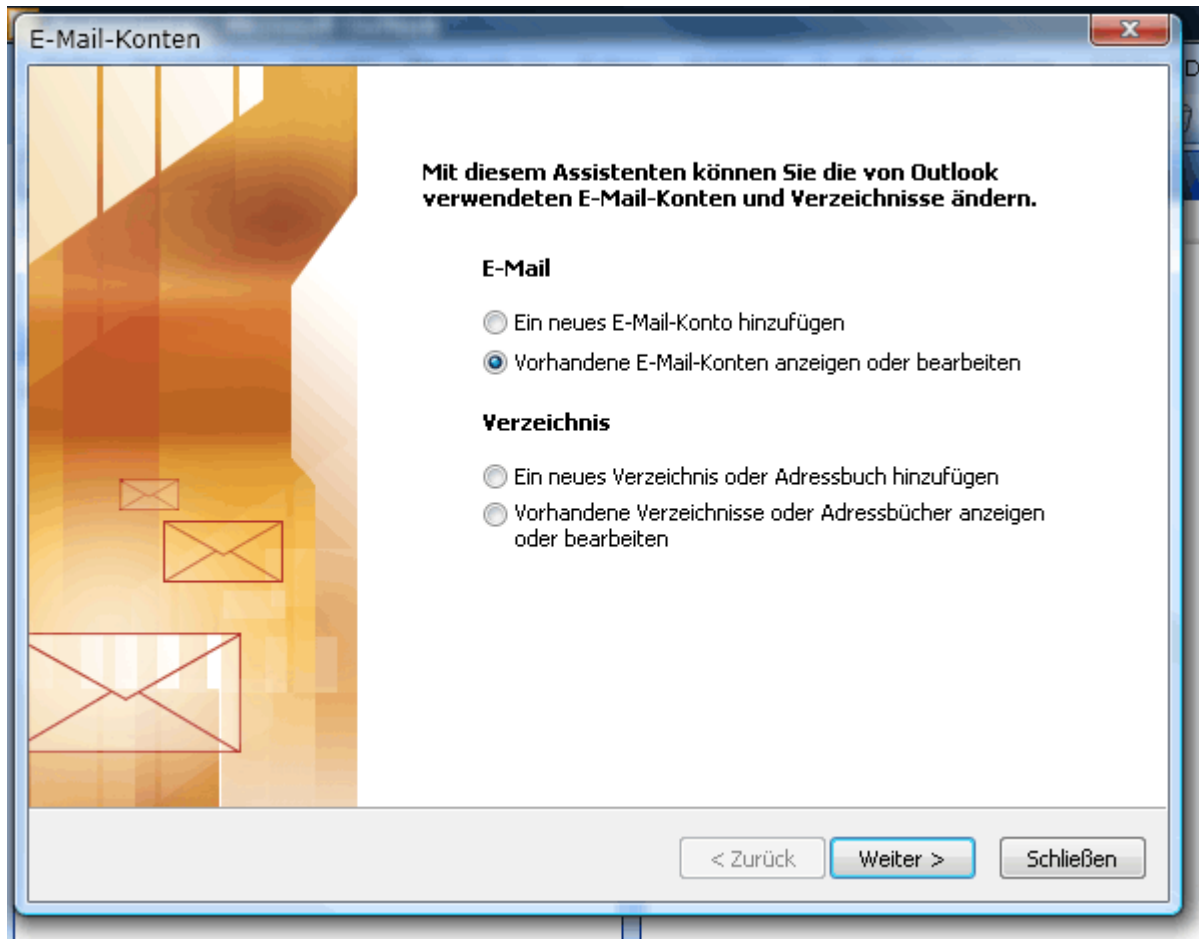 E-Mail-Konten
Mit diesem Assistenten können Sie die von Outlook
verwendeten E-Mail-Konten und Verzeichnisse ändern.
E-Mail
Ein neues E-Mail-Konto hinzufügen
Vorhandene E-Mail-Konten anzeigen oder bearbeiten
Verzeichnis
Ein neues Verzeichnis oder Adressbuch hinzufügen
Vorhandene Verzeichnisse oder Adressbücher anzeigen
oder bearbeiten
< Zurück Weiter > Schließen